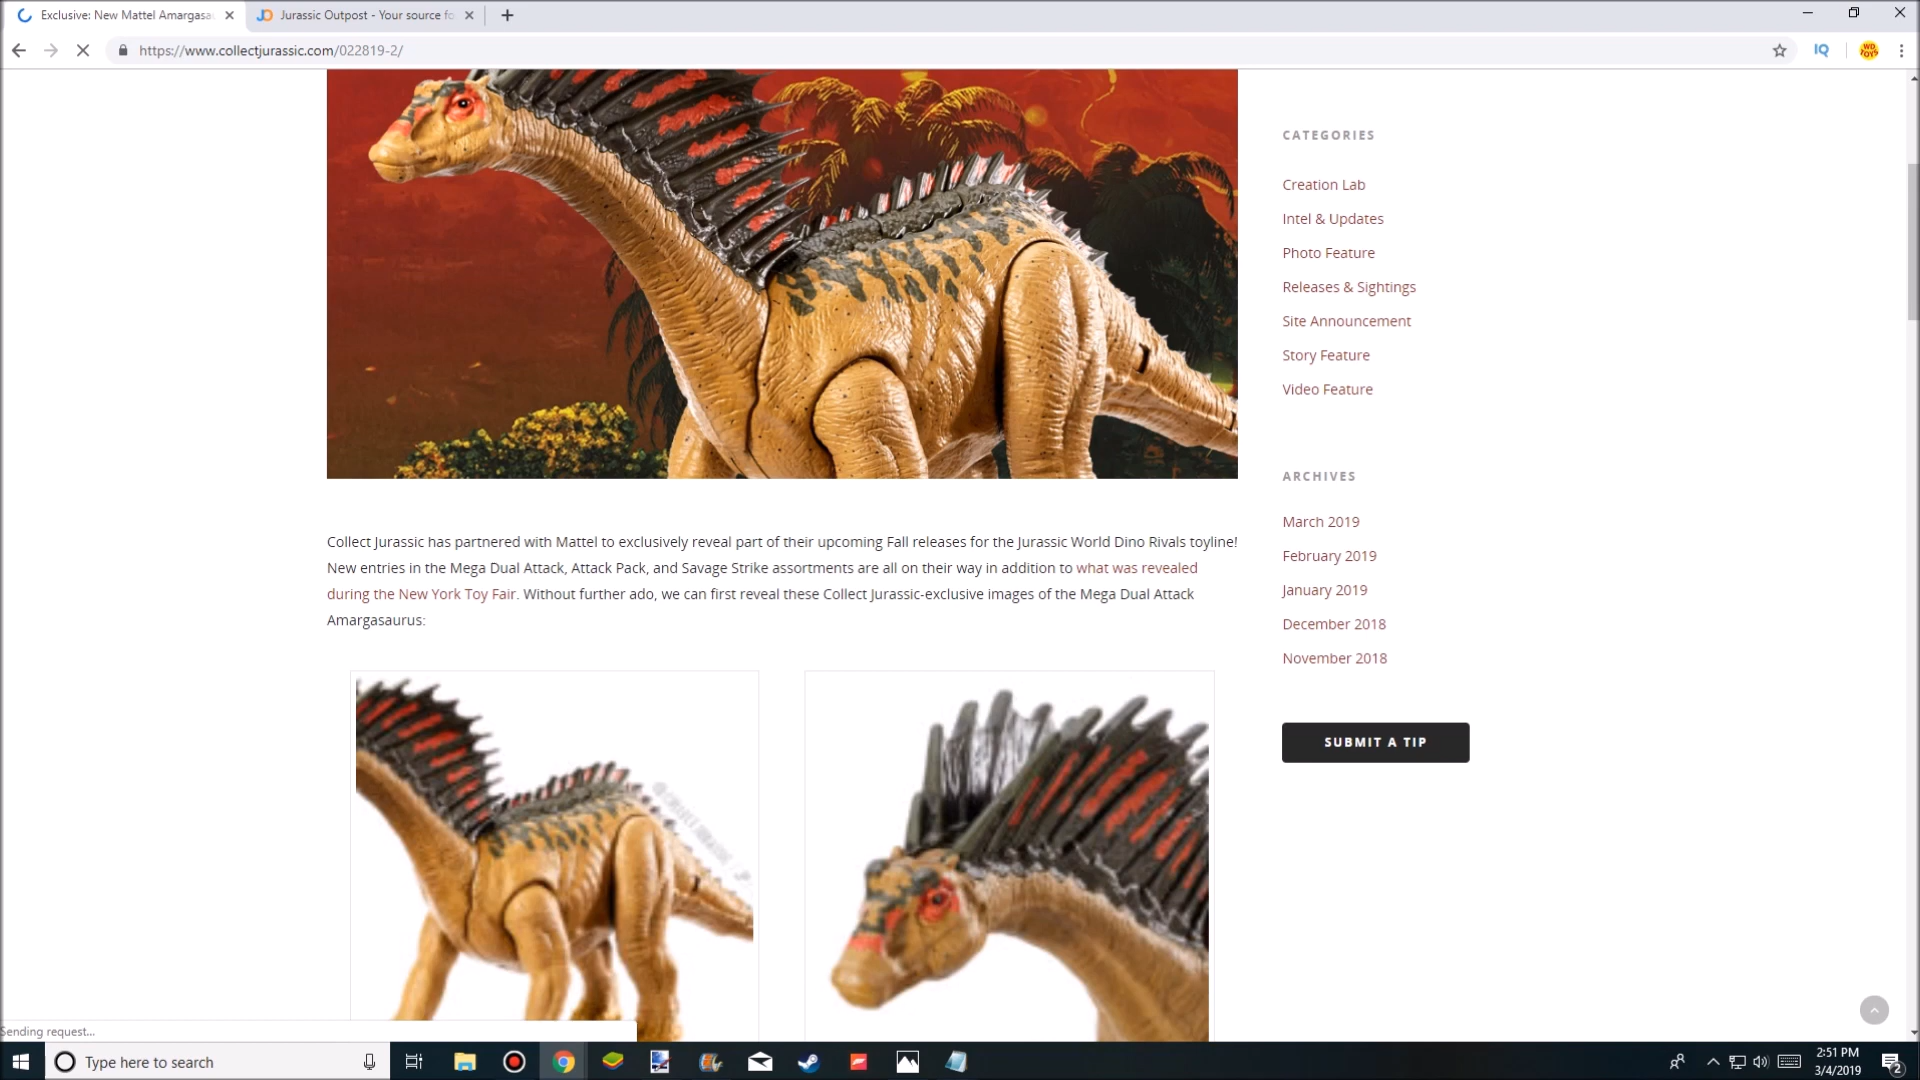 Exclusive: New Mattel Amargasau
Jurassic Outpost - Your source fo
https://www.collectjurassic.com/022819-2/
IQ
WD TOYS
CATEGORIES
Creation Lab
Intel & Updates
Photo Feature
Releases & Sightings
Site Announcement
Story Feature
Video Feature
ARCHIVES
March 2019
February 2019
January 2019
December 2018
November 2018
SUBMIT A TIP
Collect Jurassic has partnered with Mattel to exclusively reveal part of their upcoming Fall releases for the Jurassic World Dino Rivals toyline!
New entries in the Mega Dual Attack, Attack Pack, and Savage Strike assortments are all on their way in addition to what was revealed
during the New York Toy Fair. Without further ado, we can first reveal these Collect Jurassic-exclusive images of the Mega Dual Attack
Amargasaurus:
Sending request...
Type here to search
2:51 PM
3/4/2019
2